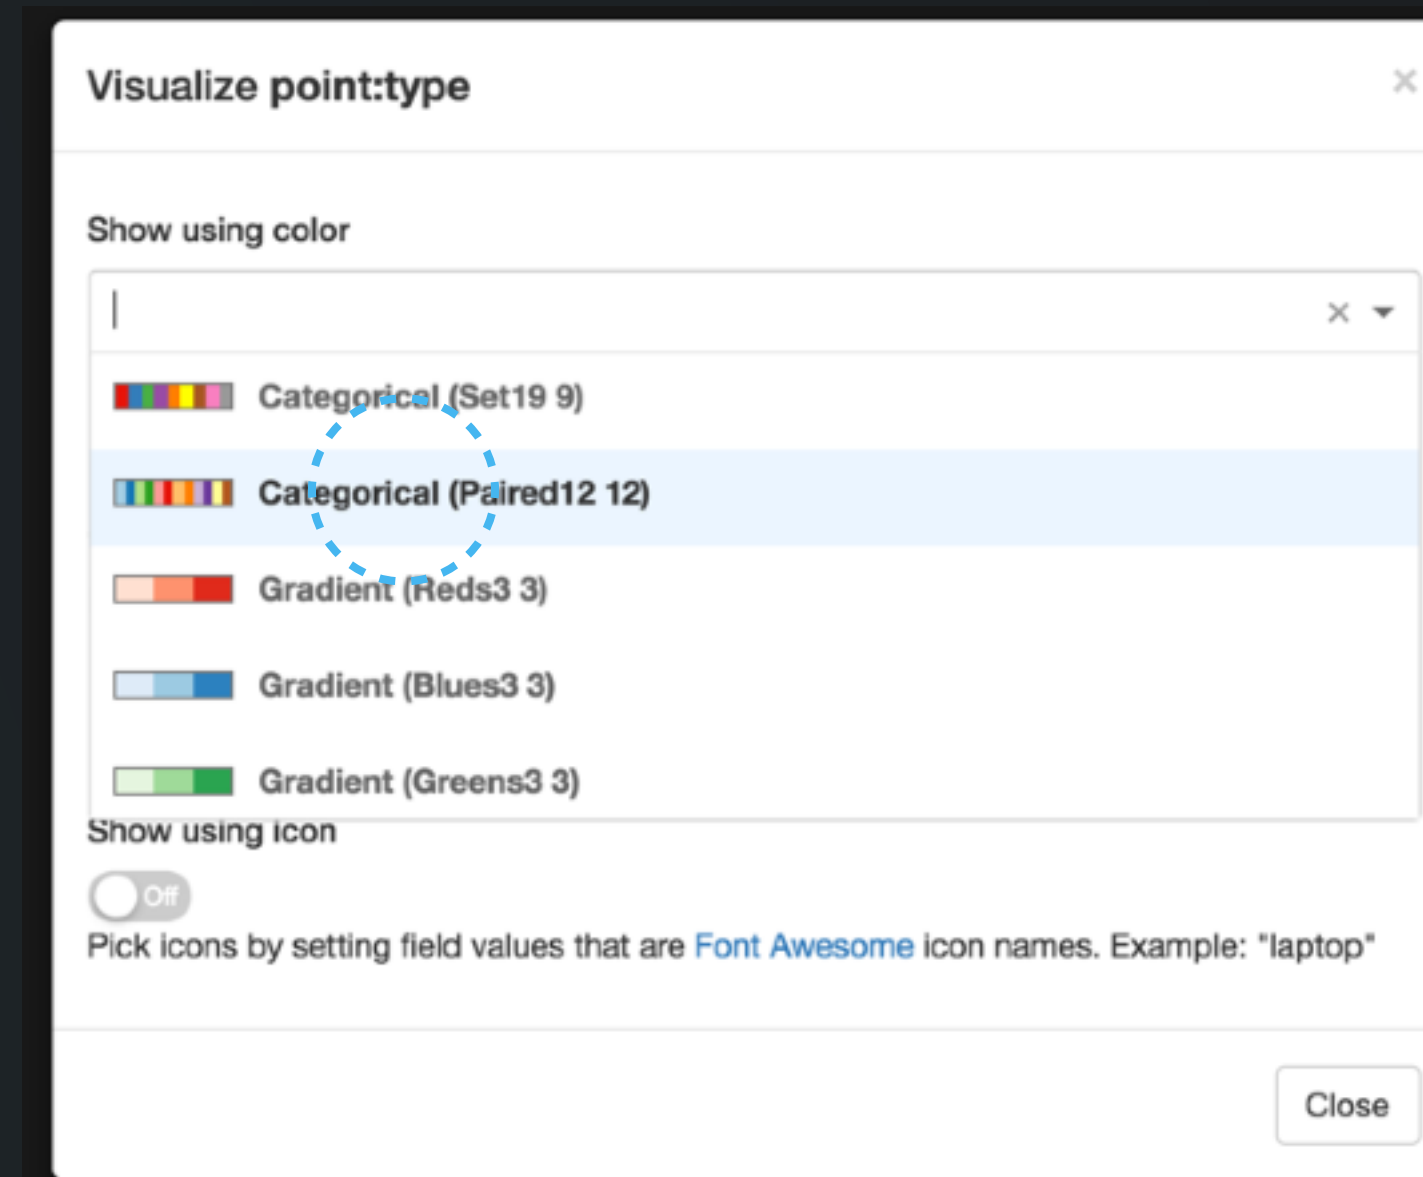 Visualize point:type
Show using color
Categorical (Set19 9)
Categorical (Paired12 12)
Gradient (Reds3 3)
Gradient (Blues3 3)
Gradient (Greens3 3)
Show using icon
Off
Pick icons by setting field values that are Font Awesome icon names. Example: "laptop"
Close